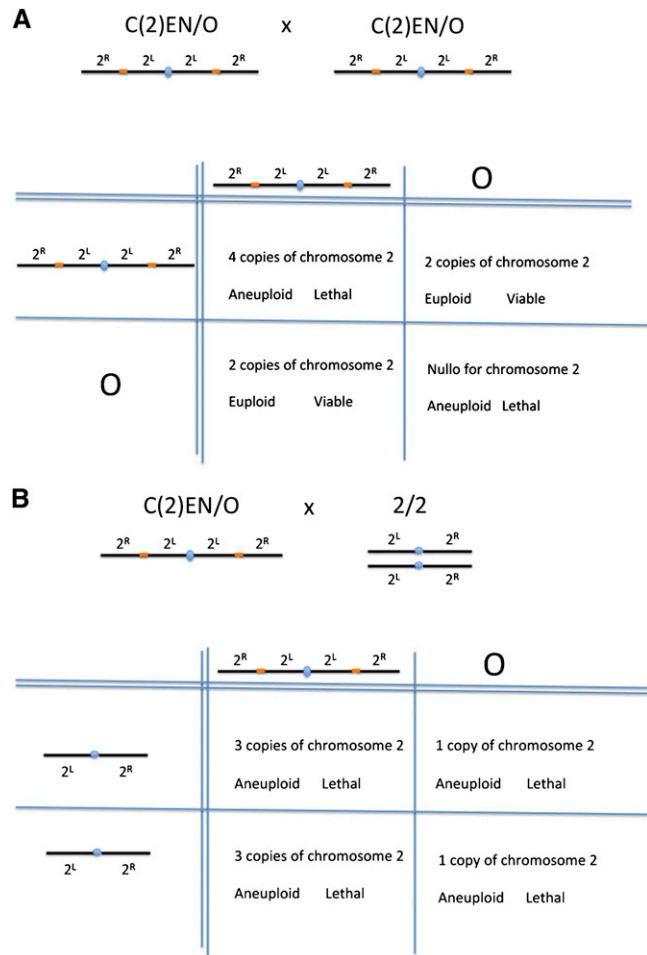 A
C(2)EN/O x C(2)EN/O
2R 2L 2L 2R 2R 2L 2L 2R
2R 2L 2L 2R O
2R 2L 2L 2R
4 copies of chromosome 2 2 copies of chromosome 2
Aneuploid Lethal Euploid Viable
O
2 copies of chromosome 2 Nullo for chromosome 2
Euploid Viable Aneuploid Lethal
B
C(2)EN/O x 2/2
2R 2L 2L 2R 2L 2R
2L 2R
2R 2L 2L 2R O
3 copies of chromosome 2 1 copy of chromosome 2
2L 2R
Aneuploid Lethal Aneuploid Lethal
3 copies of chromosome 2 1 copy of chromosome 2
2L 2R
Aneuploid Lethal Aneuploid Lethal